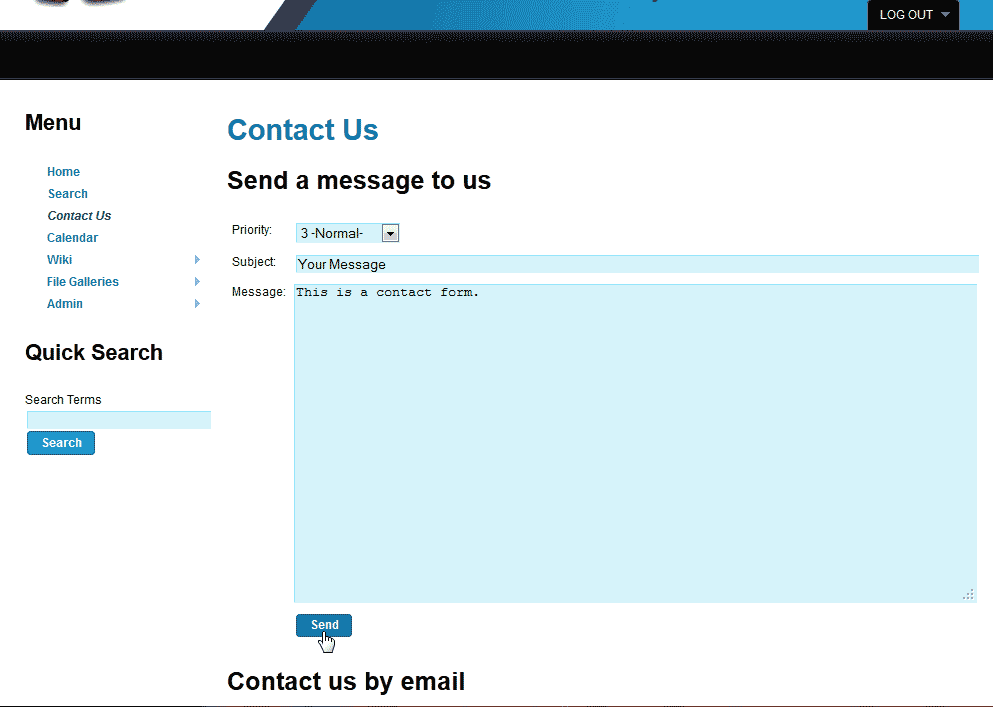 LOG OUT
Menu
Home
Search
Contact Us
Calendar
Wiki
File Galleries
Admin
Quick Search
Search Terms
Search
Contact Us
Send a message to us
Priority: 3 -Normal-
Subject: Your Message
Message: This is a contact form.
Send
Contact us by email